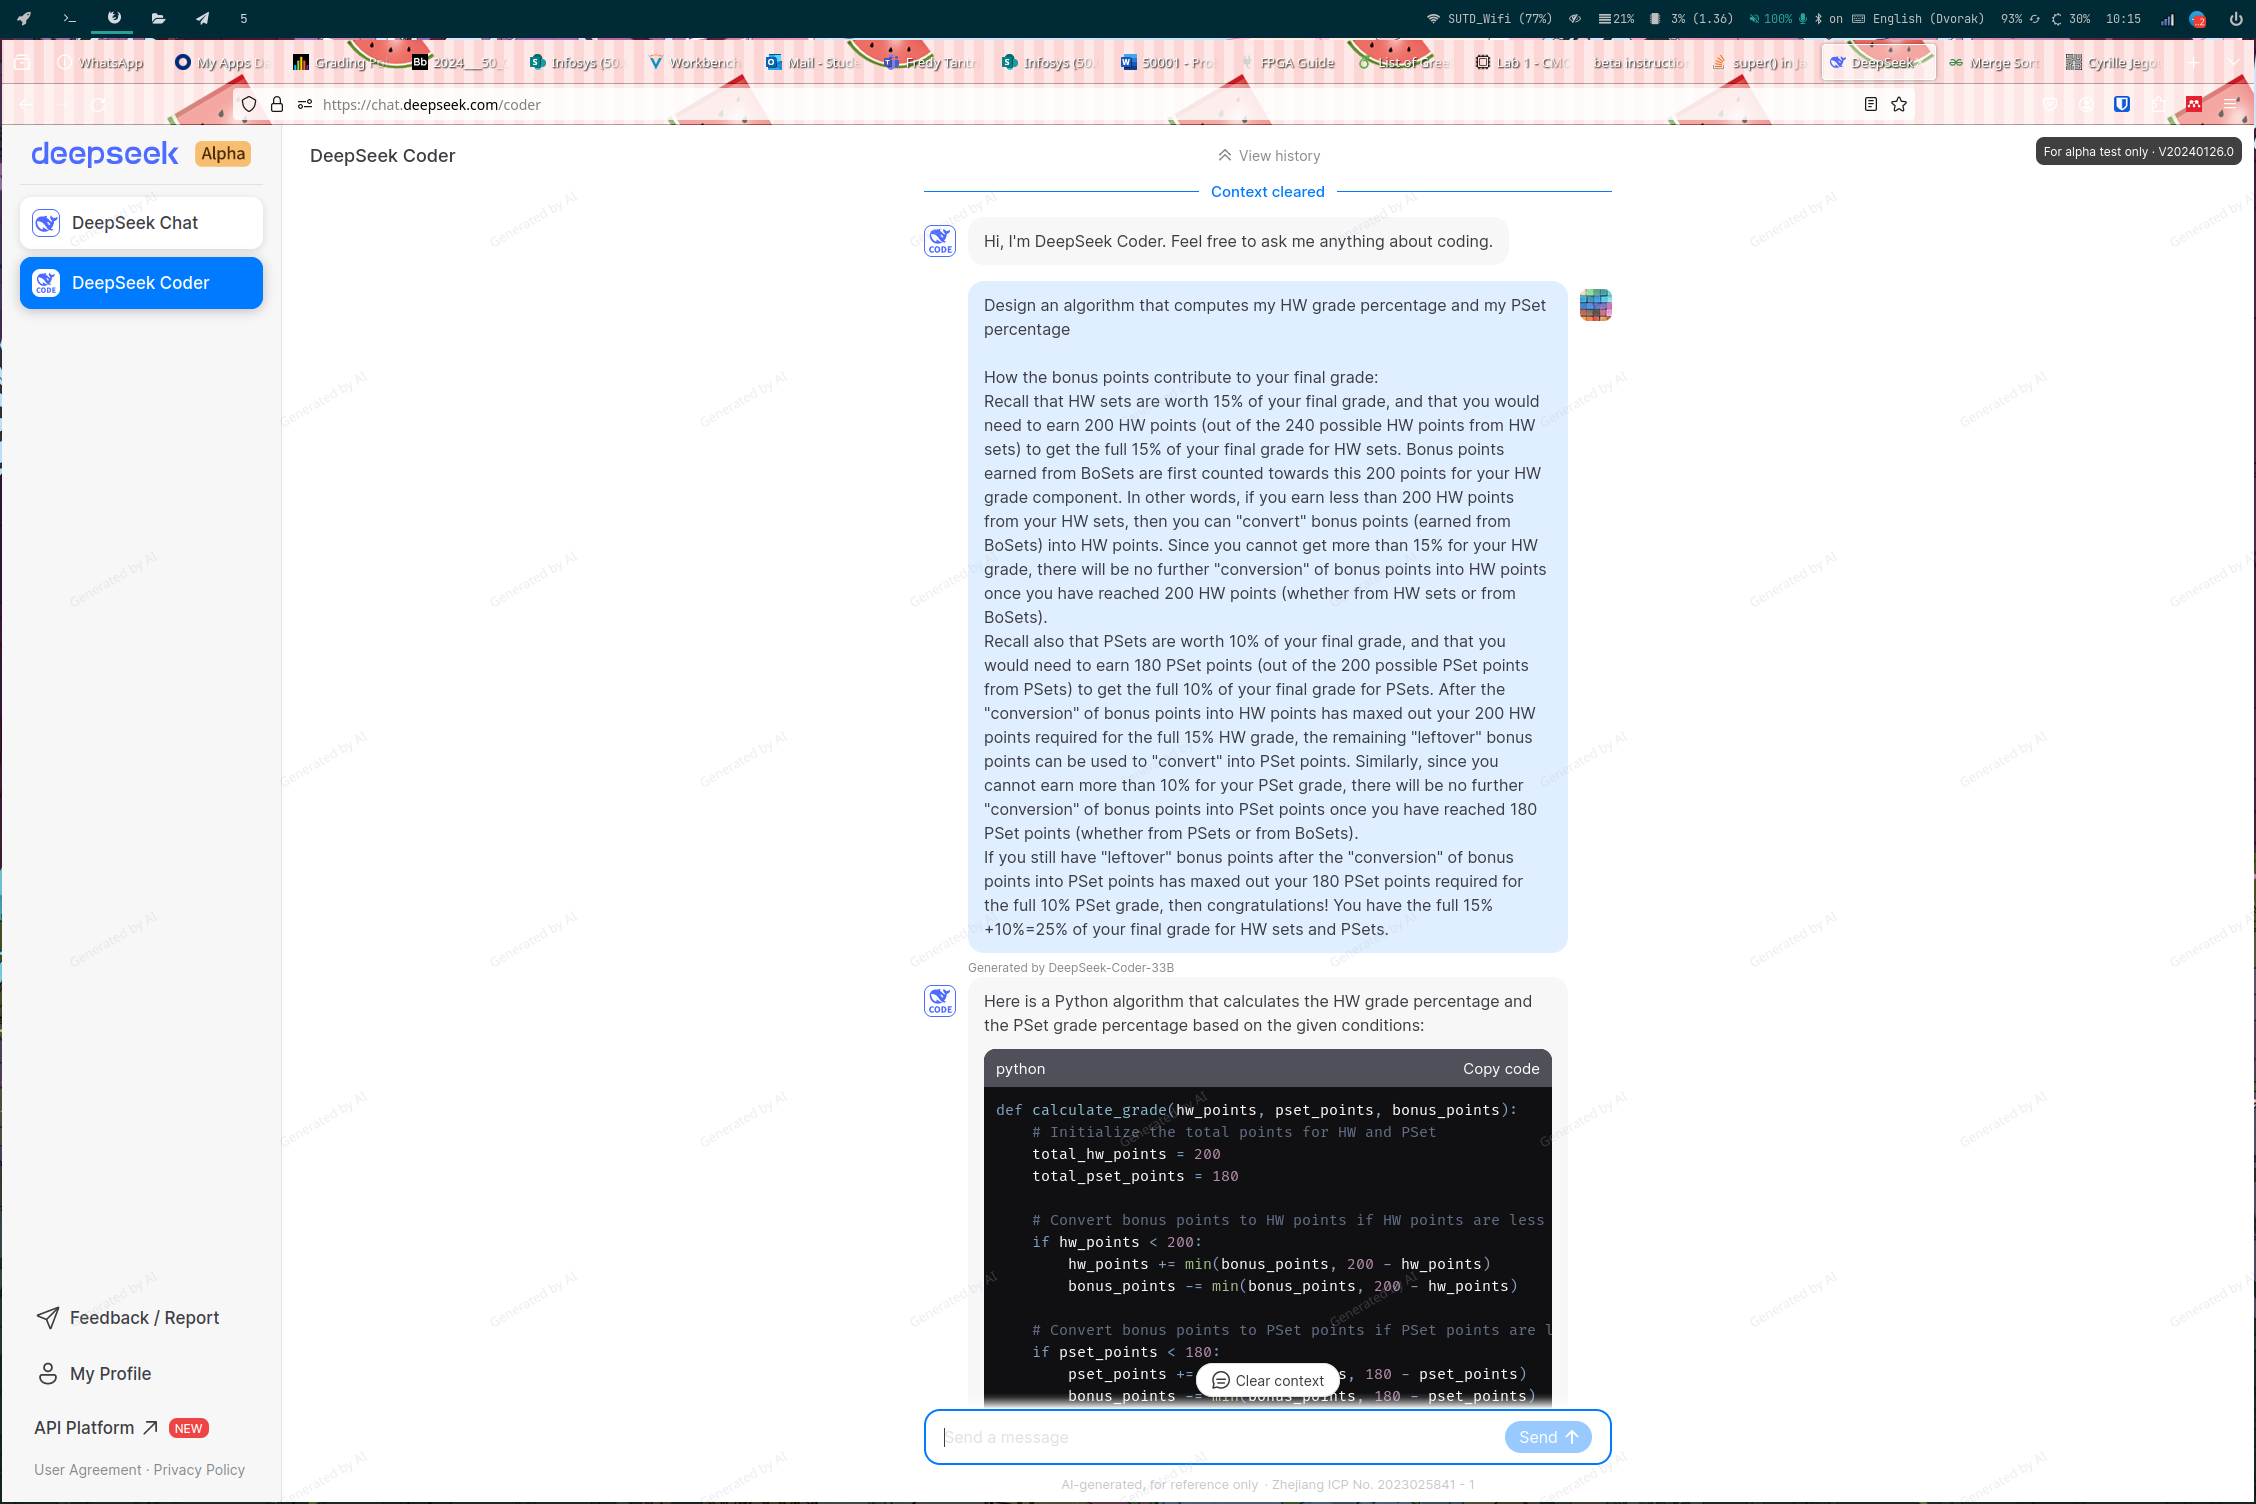 5
SUTD_Wifi (77%)
21%
3% (1.36)
100%
on
English (Dvorak)
93%
30%
10:15
WhatsApp
My Apps Da
Grading Po
2024__50_
Infosys (50.
Workbench
Mail - Stude
Fredy Tantr
Infosys (50.
50001 - Pro
FPGA Guide
List of Gree
Lab 1 - CMO
beta instruction
super() in Ja
DeepSeek
Merge Sort
Cyrille Jegou
https://chat.deepseek.com/coder
deepseek
Alpha
DeepSeek Chat
DeepSeek Coder
Feedback / Report
My Profile
API Platform
NEW
User Agreement · Privacy Policy
DeepSeek Coder
View history
For alpha test only · V20240126.0
Context cleared
Hi, I'm DeepSeek Coder. Feel free to ask me anything about coding.
Design an algorithm that computes my HW grade percentage and my PSet
percentage
How the bonus points contribute to your final grade:
Recall that HW sets are worth 15% of your final grade, and that you would
need to earn 200 HW points (out of the 240 possible HW points from HW
sets) to get the full 15% of your final grade for HW sets. Bonus points
earned from BoSets are first counted towards this 200 points for your HW
grade component. In other words, if you earn less than 200 HW points
from your HW sets, then you can "convert" bonus points (earned from
BoSets) into HW points. Since you cannot get more than 15% for your HW
grade, there will be no further "conversion" of bonus points into HW points
once you have reached 200 HW points (whether from HW sets or from
BoSets).
Recall also that PSets are worth 10% of your final grade, and that you
would need to earn 180 PSet points (out of the 200 possible PSet points
from PSets) to get the full 10% of your final grade for PSets. After the
"conversion" of bonus points into HW points has maxed out your 200 HW
points required for the full 15% HW grade, the remaining "leftover" bonus
points can be used to "convert" into PSet points. Similarly, since you
cannot earn more than 10% for your PSet grade, there will be no further
"conversion" of bonus points into PSet points once you have reached 180
PSet points (whether from PSets or from BoSets).
If you still have "leftover" bonus points after the "conversion" of bonus
points into PSet points has maxed out your 180 PSet points required for
the full 10% PSet grade, then congratulations! You have the full 15%
+10%=25% of your final grade for HW sets and PSets.
Generated by DeepSeek-Coder-33B
CODE
Here is a Python algorithm that calculates the HW grade percentage and
the PSet grade percentage based on the given conditions:
python
Copy code
def calculate_grade(hw_points, pset_points, bonus_points):
# Initialize the total points for HW and PSet
total_hw_points = 200
total_pset_points = 180
# Convert bonus points to HW points if HW points are less
if hw_points < 200:
hw_points += min(bonus_points, 200 - hw_points)
bonus_points -= min(bonus_points, 200 - hw_points)
# Convert bonus points to PSet points if PSet points are l
if pset_points < 180:
pset_points += s, 180 - pset_points)
bonus_points -= min(bonus_points, 180 - pset_points)
Clear context
Send a message
Send
AI-generated, for reference only · Zhejiang ICP No. 2023025841 - 1
Generated by AI